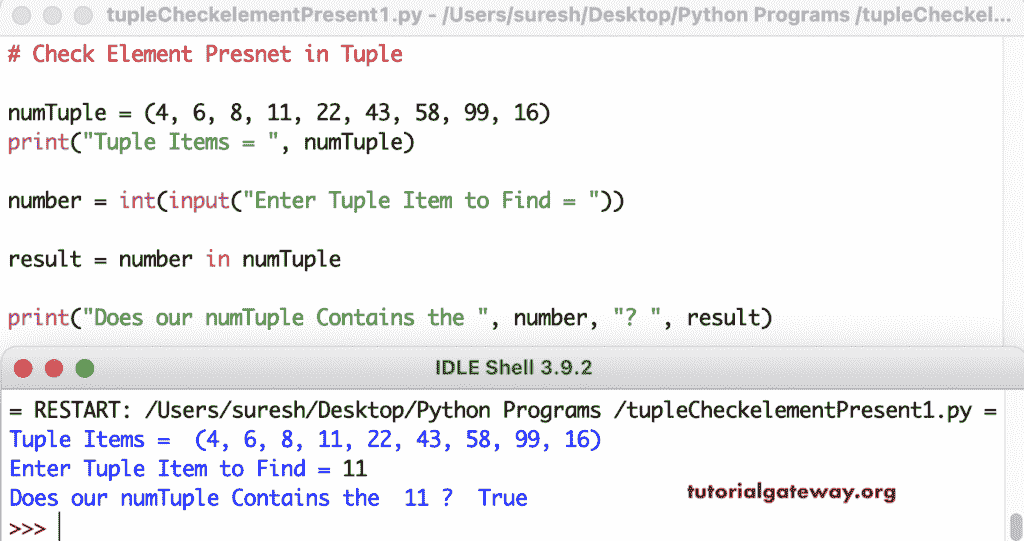 tupleCheckelementPresent1.py - /Users/suresh/Desktop/Python Programs /tupleCheckel...
# Check Element Presnet in Tuple
numTuple = (4, 6, 8, 11, 22, 43, 58, 99, 16)
print("Tuple Items = ", numTuple)
number = int(input("Enter Tuple Item to Find = "))
result = number in numTuple
print("Does our numTuple Contains the ", number, "? ", result)
IDLE Shell 3.9.2
= RESTART: /Users/suresh/Desktop/Python Programs /tupleCheckelementPresent1.py =
Tuple Items =  (4, 6, 8, 11, 22, 43, 58, 99, 16)
Enter Tuple Item to Find = 11
Does our numTuple Contains the  11 ?  True
tutorialgateway.org
>>>